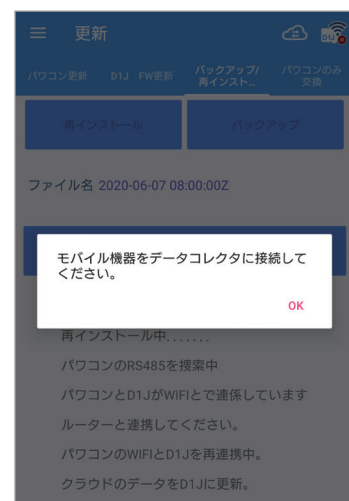 更新
D1J
パワコン更新 D1J FW更新 バックアップ/ パワコンのみ
再インスト... 交換
再インストール バックアップ
ファイル名 2020-06-07 08:00:00Z
モバイル機器をデータコレクタに接続して
ください。
OK
再インストール中.......
パワコンのRS485を捜索中
パワコンとD1JがWIFIとで連係しています
ルーターと連携してください。
パワコンのWIFIとD1Jを再連携中。
クラウドのデータをD1Jに更新。